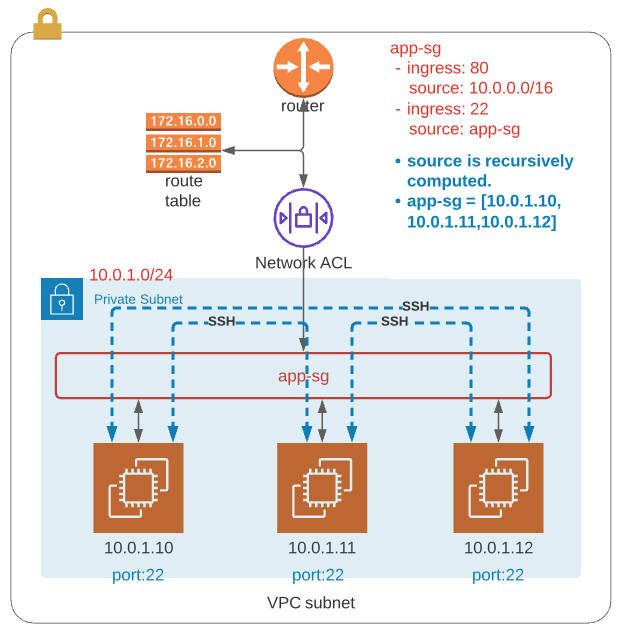 app-sg
- ingress: 80
source: 10.0.0.0/16
- ingress: 22
source: app-sg
• source is recursively
computed.
• app-sg = [10.0.1.10,
10.0.1.11,10.0.1.12]
router
172.16.0.0
172.16.1.0
172.16.2.0
route
table
Network ACL
10.0.1.0/24
Private Subnet
SSH
SSH
SSH
app-sg
10.0.1.10
10.0.1.11
10.0.1.12
port:22
port:22
port:22
VPC subnet